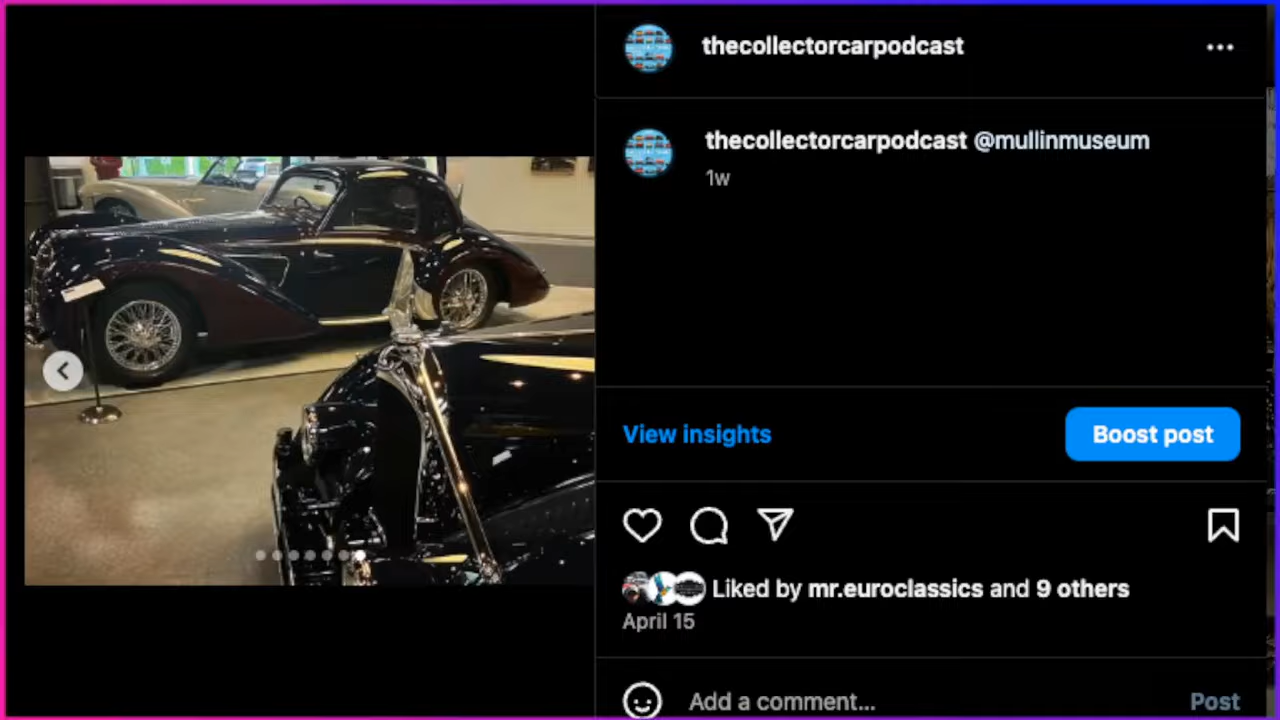 thecollectorcarpodcast
thecollectorcarpodcast @mullinmuseum
1w
View insights
Boost post
Liked by mr.euroclassics and 9 others
April 15
Add a comment...
Post